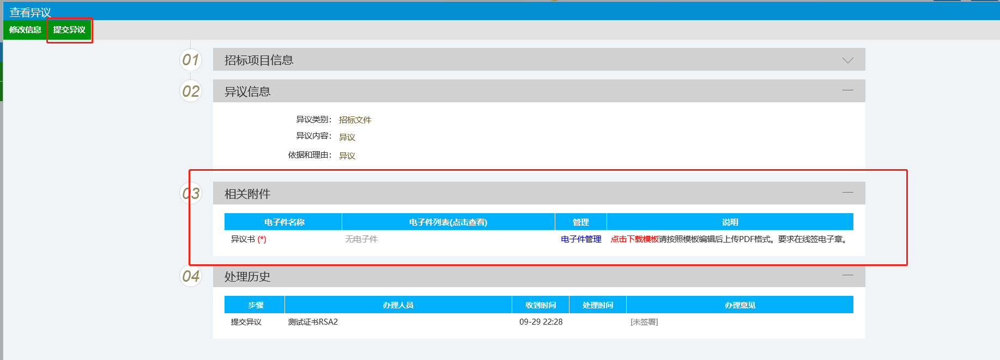 查看异议
修改信息 提交异议
01 招标项目信息
02 异议信息
异议类别： 招标文件
异议内容： 异议
依据和理由： 异议
03 相关附件
电子件名称 电子件列表(点击查看) 管理 说明
异议书 (*) 无电子件 电子件管理 点击下载模板请按照模板编辑后上传PDF格式。要求在线签电子章。
04 处理历史
步骤 办理人员 收到时间 处理时间 办理意见
提交异议 测试证书RSA2 09-29 22:28 [未签署]